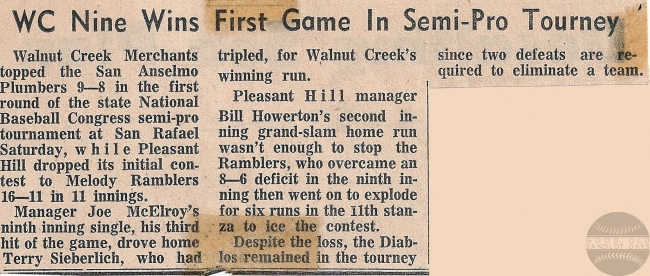 WC Nine Wins First Game In Semi-Pro Tourney
Walnut Creek Merchants
topped the San Anselmo
Plumbers 9—8 in the first
round of the state National
Baseball Congress semi-pro
tournament at San Rafael
Saturday, while Pleasant
Hill dropped its initial con-
test to Melody Ramblers
16—11 in 11 innings.
Manager Joe McElroy's
ninth inning single, his third
hit of the game, drove home
Terry Sieberlich, who had
tripled, for Walnut Creek's
winning run.
Pleasant Hill manager
Bill Howerton's second in-
ning grand-slam home run
wasn't enough to stop the
Ramblers, who overcame an
8—6 deficit in the ninth in-
ning then went on to explode
for six runs in the 11th stan-
za to ice the contest.
Despite the loss, the Diab-
los remained in the tourney
since two defeats are re-
quired to eliminate a team.